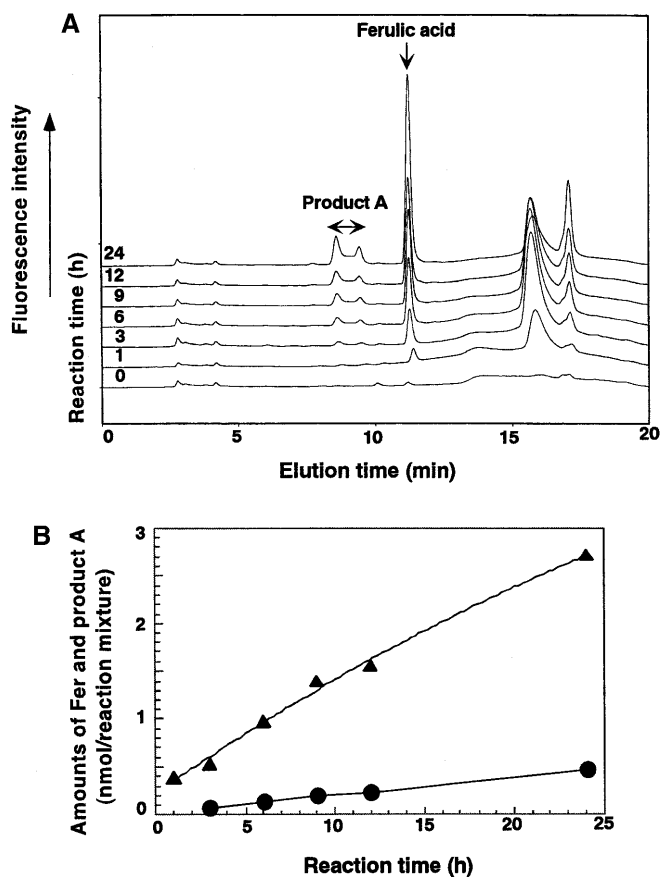 A
Ferulic acid
Fluorescence intensity
Product A
Reaction time (h)
24
12
9
6
3
1
0
0 5 10 15 20
Elution time (min)
B
Amounts of Fer and product A
(nmol/reaction mixture)
3
2
1
0
0 5 10 15 20 25
Reaction time (h)